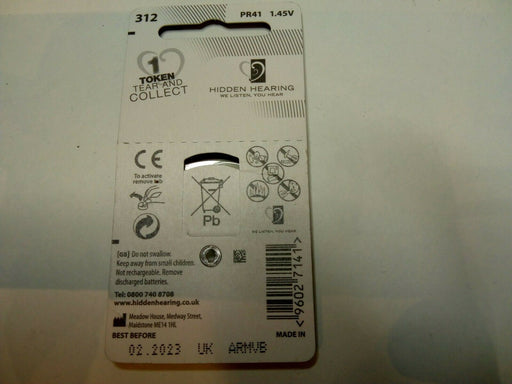 312 PR41 1.45V
1
TOKEN
TEAR AND
COLLECT
HIDDEN HEARING
WE LISTEN, YOU HEAR
CE
To activate
remove tab
Pb
WE LISTEN, YOU HEAR
[GB] Do not swallow.
Keep away from small children.
Not rechargeable. Remove
discharged batteries.
Tel: 0800 740 8708
www.hiddenhearing.co.uk
Meadow House, Medway Street,
Maidstone ME14 1HL
<96027141>
BEST BEFORE MADE IN
02.2023 UK ARMVB